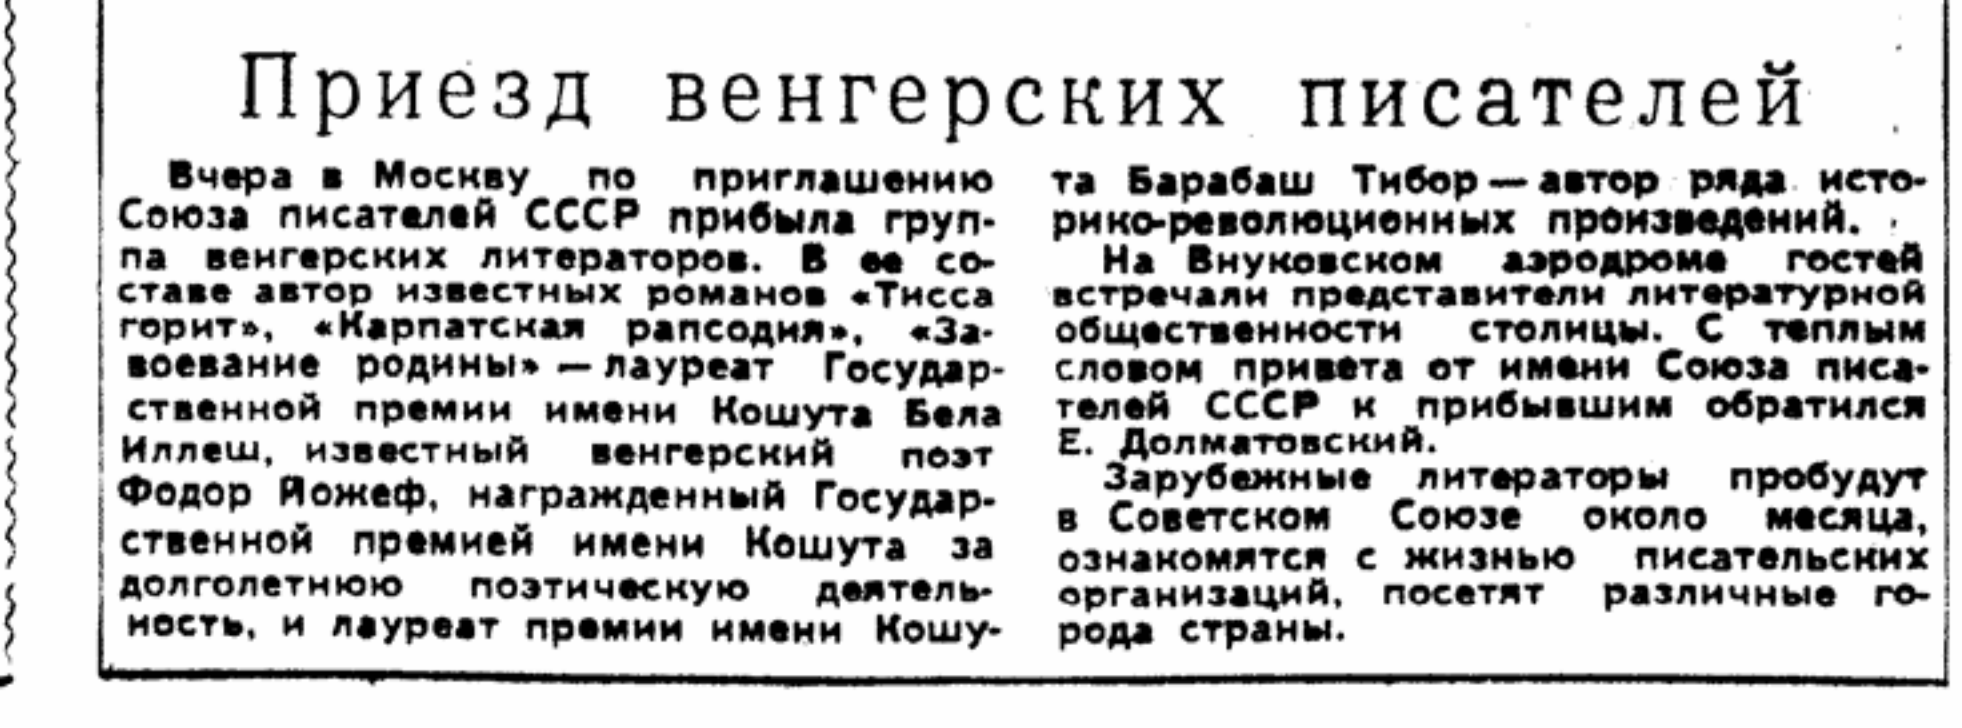 Приезд венгерских писателей
Вчера в Москву по приглашению
Союза писателей СССР прибыла груп-
па венгерских литераторов. В ее со-
ставе автор известных романов «Тисса
горит», «Карпатская рапсодия», «За-
воевание родины» — лауреат Государ-
ственной премии имени Кошута Бела
Иллеш, известный венгерский поэт
Фодор Йожеф, награжденный Государ-
ственной премией имени Кошута за
долголетнюю поэтическую деятель-
ность, и лауреат премии имени Кошу-
та Барабаш Тибор — автор ряда исто-
рико-революционных произведений.
На Внуковском аэродроме гостей
встречали представители литературной
общественности столицы. С теплым
словом привета от имени Союза писа-
телей СССР к прибывшим обратился
Е. Долматовский.
Зарубежные литераторы пробудут
в Советском Союзе около месяца,
ознакомятся с жизнью писательских
организаций, посетят различные го-
рода страны.